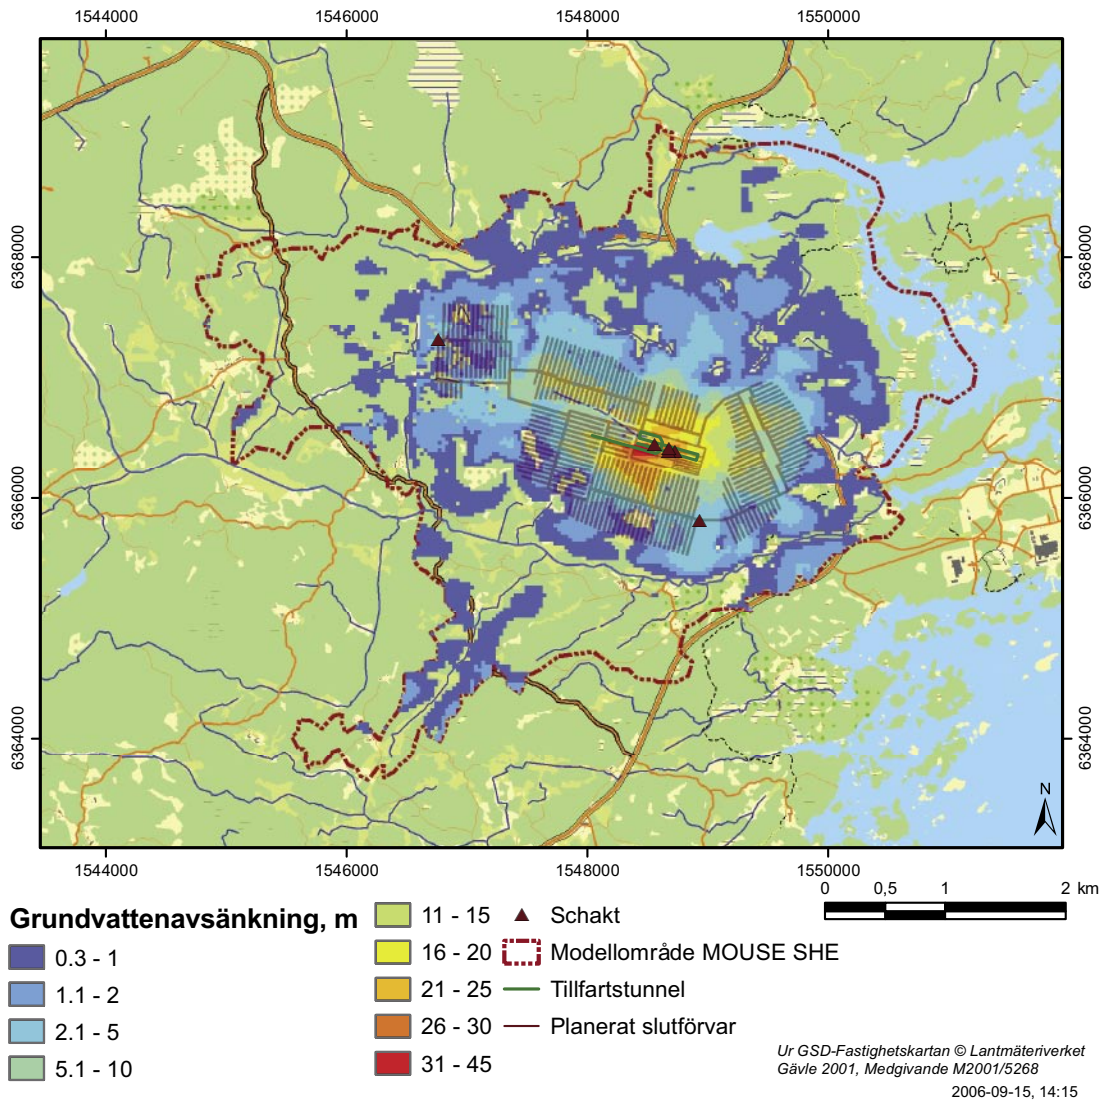 1544000 1546000 1548000 1550000
6368000 6368000
6366000 6366000
6364000 6364000
N
1544000 1546000 1548000 1550000
0 0,5 1 2 km
Grundvattenavsänkning, m
0.3 - 1
1.1 - 2
2.1 - 5
5.1 - 10
11 - 15
16 - 20
21 - 25
26 - 30
31 - 45
Schakt
Modellområde MOUSE SHE
Tillfartstunnel
Planerat slutförvar
Ur GSD-Fastighetskartan © Lantmäteriverket
Gävle 2001, Medgivande M2001/5268
2006-09-15, 14:15